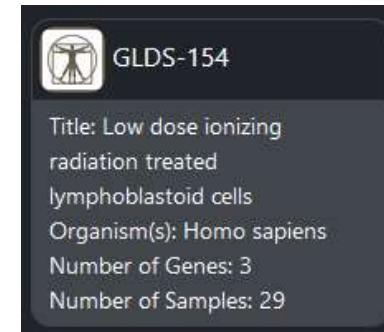 GLDS-154
Title: Low dose ionizing
radiation treated
lymphoblastoid cells
Organism(s): Homo sapiens
Number of Genes: 3
Number of Samples: 29